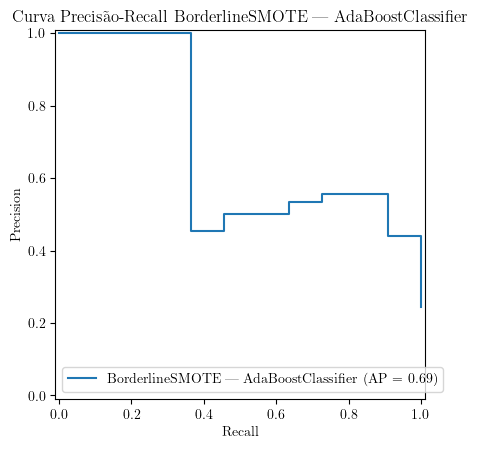 Curva Precisão-Recall BorderlineSMOTE — AdaBoostClassifier
1.0
0.8
0.6
0.4
0.2
0.0
Precision
BorderlineSMOTE — AdaBoostClassifier (AP = 0.69)
0.0 0.2 0.4 0.6 0.8 1.0
Recall